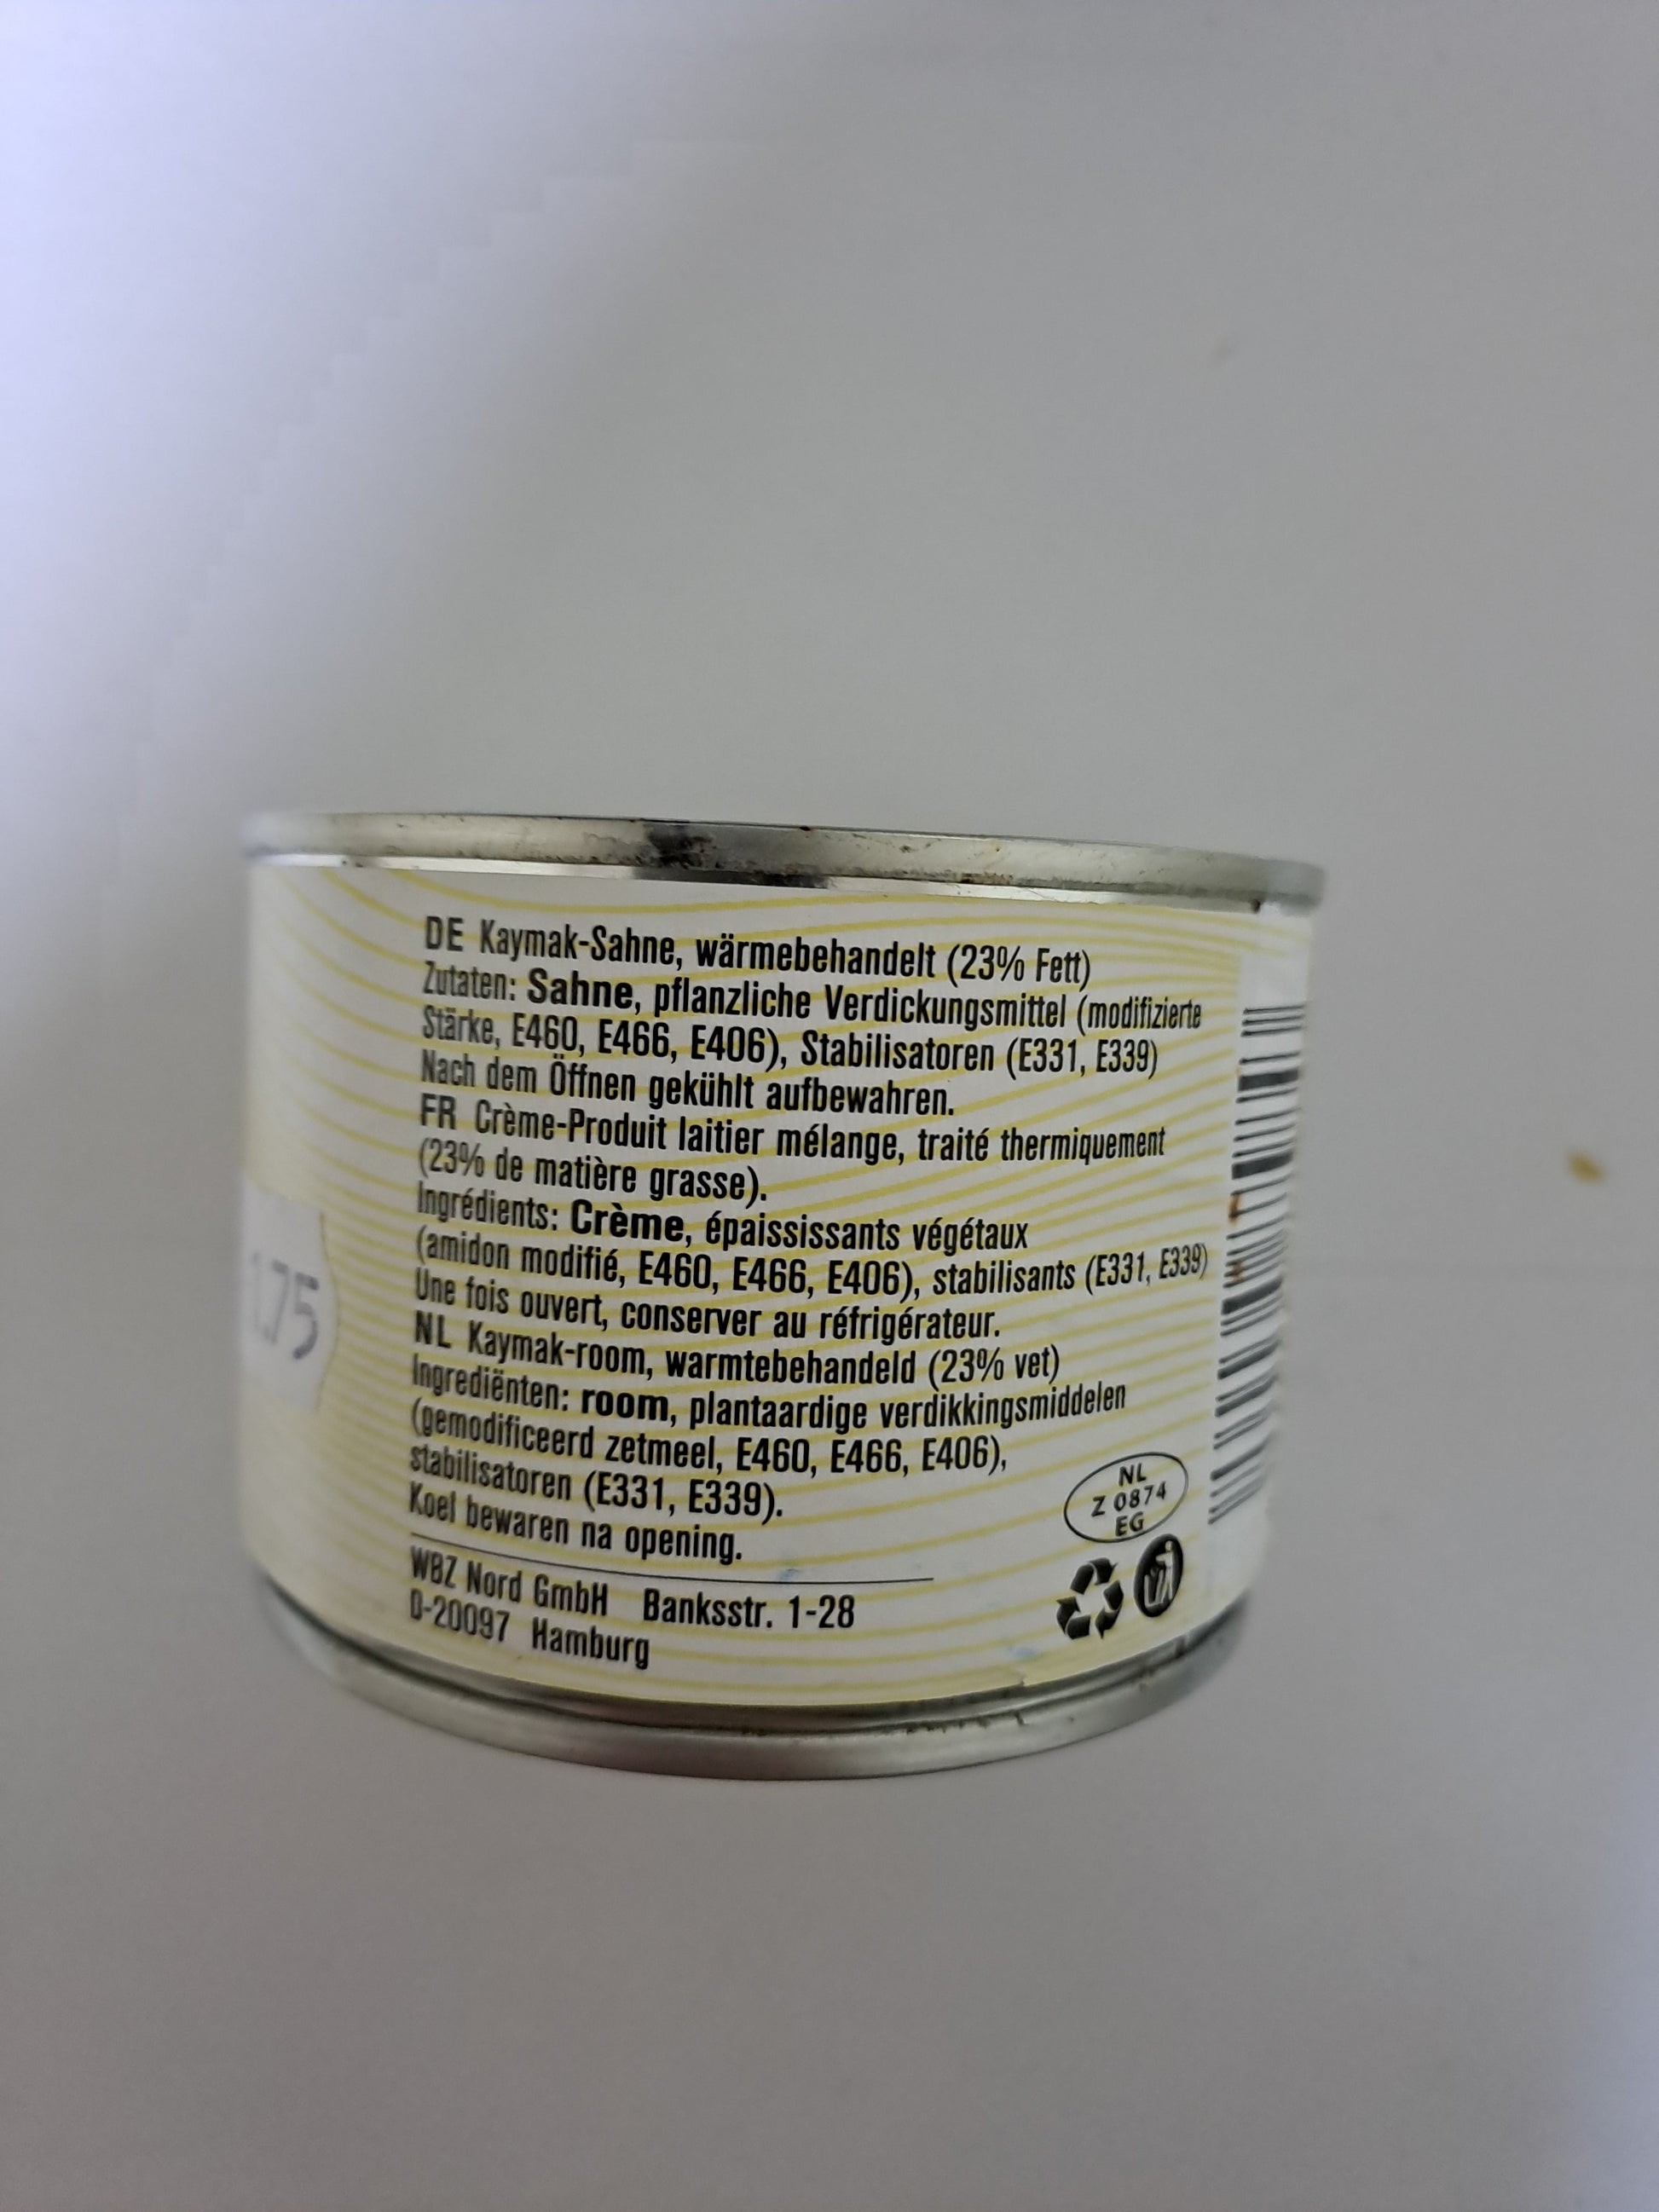 DE Kaymak-Sahne, wärmebehandelt (23% Fett)
Zutaten: Sahne, pflanzliche Verdickungsmittel (modifizierte
Stärke, E460, E466, E406), Stabilisatoren (E331, E339)
Nach dem Öffnen gekühlt aufbewahren.
FR Crème-Produit laitier mélange, traité thermiquement
(23% de matière grasse).
Ingrédients: Crème, épaississants végétaux
(amidon modifié, E460, E466, E406), stabilisants (E331, E339)
Une fois ouvert, conserver au réfrigérateur.
NL Kaymak-room, warmtebehandeld (23% vet)
Ingrediënten: room, plantaardige verdikkingsmiddelen
(gemodificeerd zetmeel, E460, E466, E406),
stabilisatoren (E331, E339).
Koel bewaren na opening.
WBZ Nord GmbH Banksstr. 1-28
D-20097 Hamburg
NL
Z 0874
EG
1.75